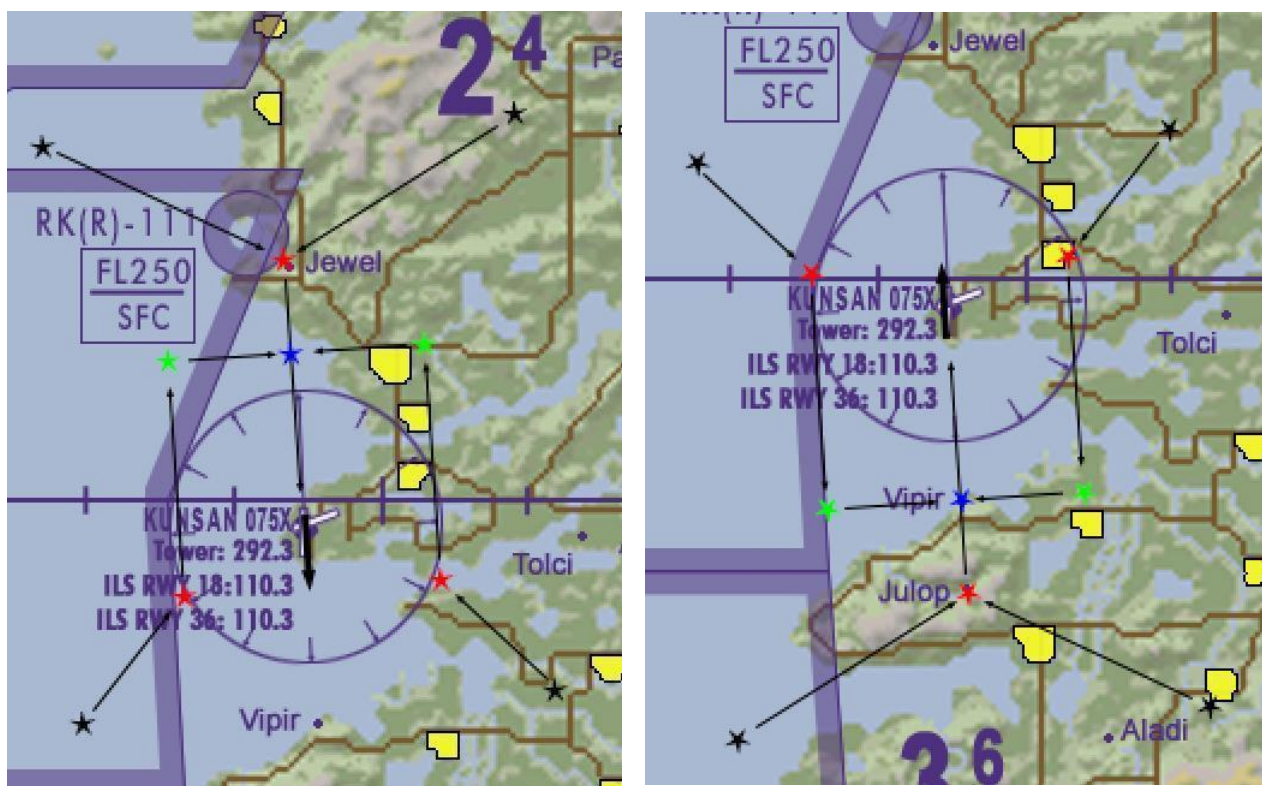 2⁴
Pa
RK(R)-111
Jewel
FL250
SFC
KUNSAN 075X
Tower: 292.3
ILS RWY 18:110.3
ILS RWY 36: 110.3
Tolci
Vipir
Jewel
FL250
SFC
KUNSAN 075X
Tower: 292.3
ILS RWY 18:110.3
ILS RWY 36: 110.3
Tolci
Vipir
Julop
Aladi
3⁶